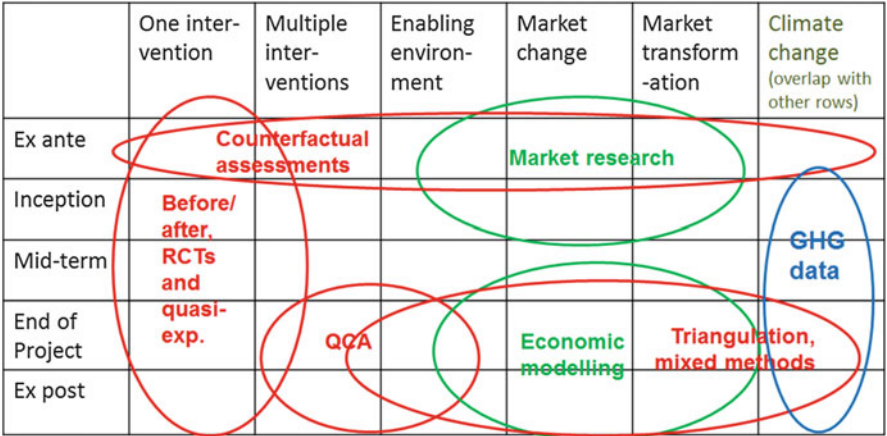 One inter-
vention
Multiple
inter-
ventions
Enabling
environ-
ment
Market
change
Market
transform
-ation
Climate
change
(overlap with
other rows)
Ex ante
Counterfactual
assessments
Market research
Inception
Before/
after,
RCTs
and
quasi-
exp.
Mid-term
GHG
data
End of
Project
QCA
Economic
modelling
Triangulation,
mixed methods
Ex post